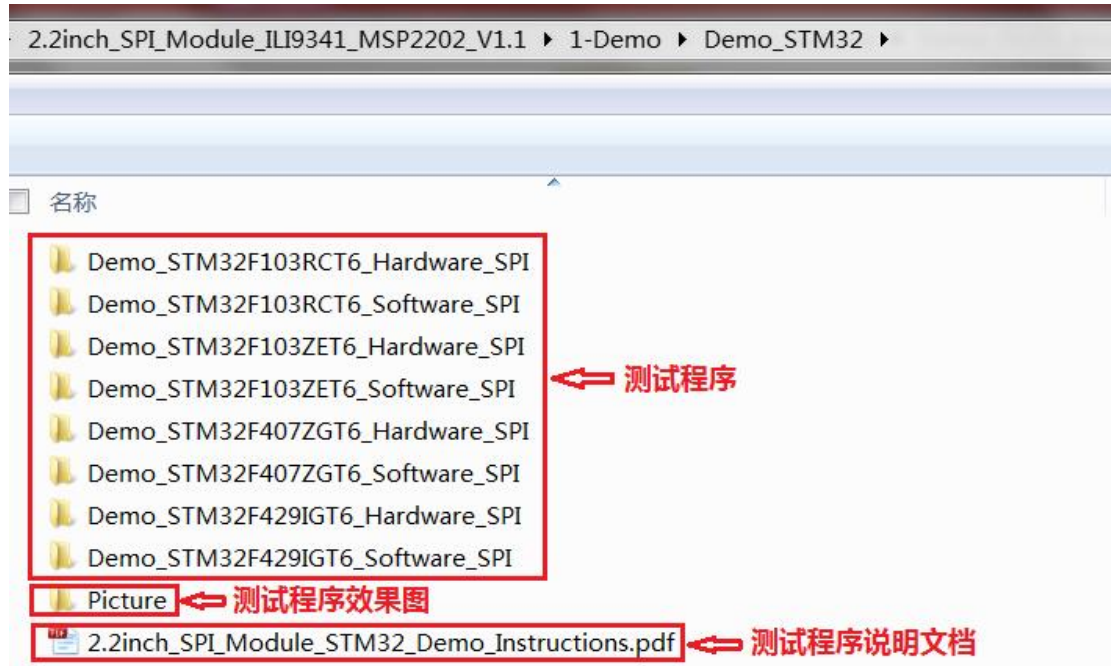 2.2inch_SPI_Module_ILI9341_MSP2202_V1.1 ▸ 1-Demo ▸ Demo_STM32 ▸
名称
Demo_STM32F103RCT6_Hardware_SPI
Demo_STM32F103RCT6_Software_SPI
Demo_STM32F103ZET6_Hardware_SPI
Demo_STM32F103ZET6_Software_SPI
测试程序
Demo_STM32F407ZGT6_Hardware_SPI
Demo_STM32F407ZGT6_Software_SPI
Demo_STM32F429IGT6_Hardware_SPI
Demo_STM32F429IGT6_Software_SPI
Picture 测试程序效果图
2.2inch_SPI_Module_STM32_Demo_Instructions.pdf 测试程序说明文档